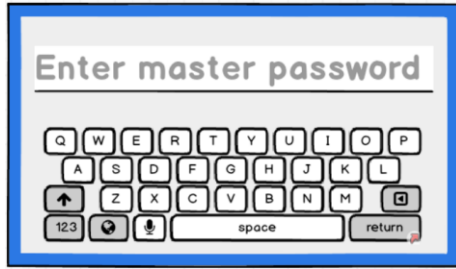 Enter master password
Q W E R T Y U I O P
A S D F G H J K L
Z X C V B N M
123 space return